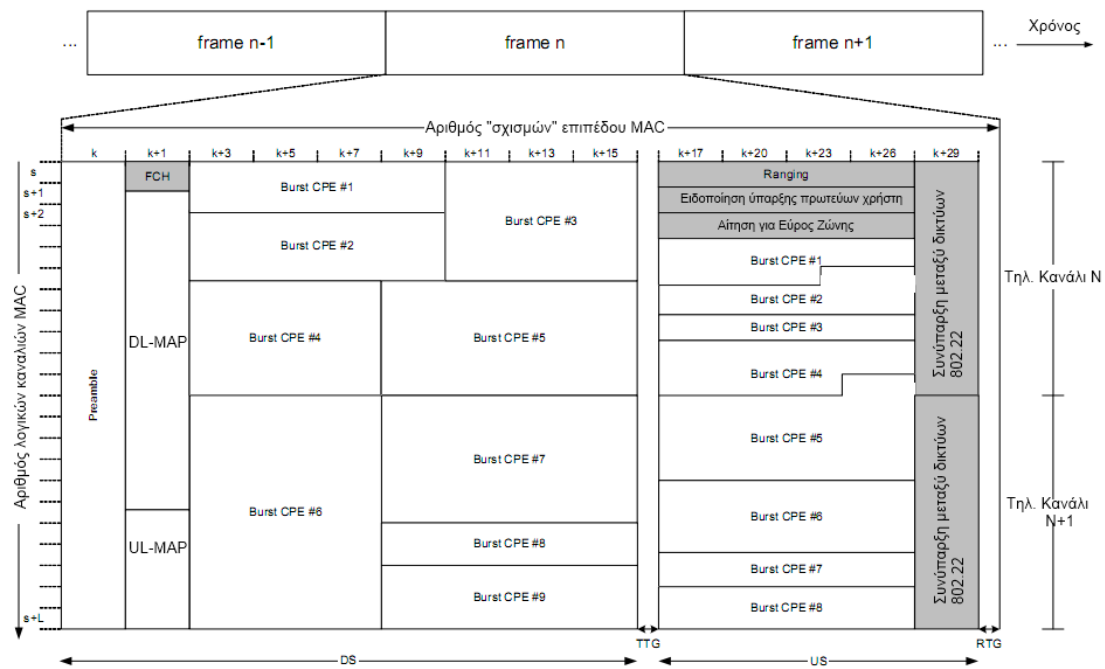 ... frame n-1 frame n frame n+1 ... Χρόνος
Αριθμός "σχισμών" επιπέδου MAC
k k+1 k+3 k+5 k+7 k+9 k+11 k+13 k+15 k+17 k+20 k+23 k+26 k+29
s
s+1
s+2
s+L
Αριθμός λογικών καναλιών MAC
Preamble
FCH
DL-MAP
UL-MAP
Burst CPE #1
Burst CPE #2
Burst CPE #3
Burst CPE #4
Burst CPE #5
Burst CPE #6
Burst CPE #7
Burst CPE #8
Burst CPE #9
Ranging
Ειδοποίηση ύπαρξης πρωτεύων χρήστη
Αίτηση για Εύρος Ζώνης
Burst CPE #1
Burst CPE #2
Burst CPE #3
Burst CPE #4
Burst CPE #5
Burst CPE #6
Burst CPE #7
Burst CPE #8
Συνύπαρξη μεταξύ δικτύων
802.22
Συνύπαρξη μεταξύ δικτύων
802.22
Τηλ. Κανάλι N
Τηλ. Κανάλι
N+1
TTG
RTG
DS
US